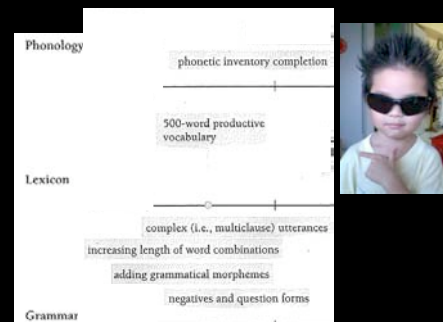 Phonology
phonetic inventory completion
500-word productive
vocabulary
Lexicon
complex (i.e., multiclause) utterances
increasing length of word combinations
adding grammatical morphemes
negatives and question forms
Grammar